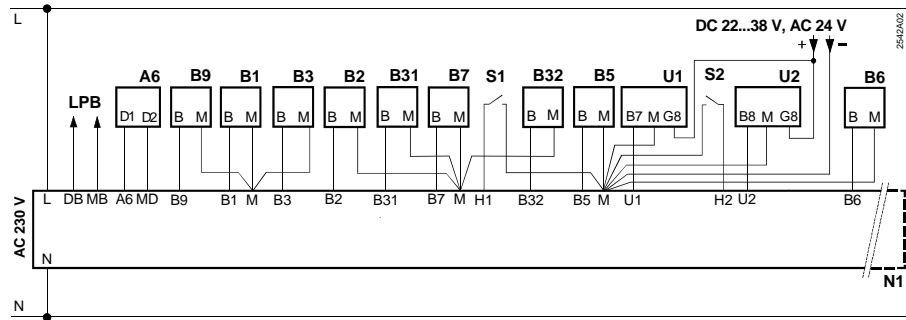 L
DC 22...38 V, AC 24 V
+ -
2542A02
LPB
A6 B9 B1 B3 B2 B31 B7 S1 B32 B5 U1 S2 U2 B6
D1 D2 B M B M B M B M B M B M B M B M B7 M G8 B8 M G8 B M
L DB MB A6 MD B9 B1 M B3 B2 B31 B7 M H1 B32 B5 M U1 H2 U2 B6
AC 230 V
N
N1
N